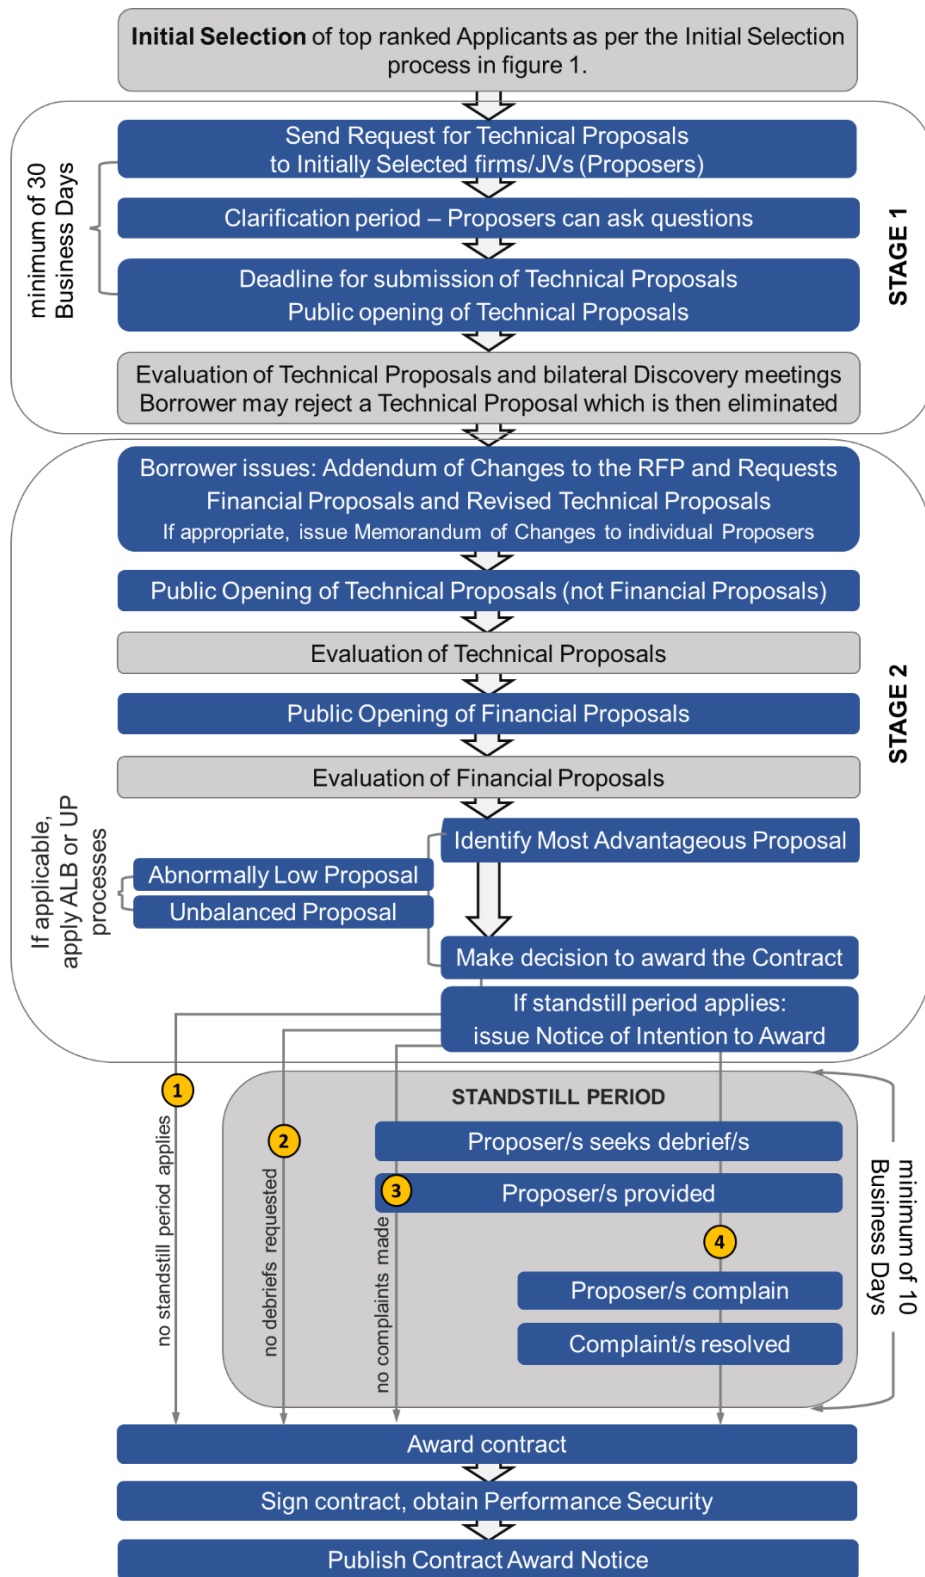 Initial Selection of top ranked Applicants as per the Initial Selection
process in figure 1.
STAGE 1
minimum of 30
Business Days
Send Request for Technical Proposals
to Initially Selected firms/JVs (Proposers)
Clarification period – Proposers can ask questions
Deadline for submission of Technical Proposals
Public opening of Technical Proposals
Evaluation of Technical Proposals and bilateral Discovery meetings
Borrower may reject a Technical Proposal which is then eliminated
STAGE 2
Borrower issues: Addendum of Changes to the RFP and Requests
Financial Proposals and Revised Technical Proposals
If appropriate, issue Memorandum of Changes to individual Proposers
Public Opening of Technical Proposals (not Financial Proposals)
Evaluation of Technical Proposals
Public Opening of Financial Proposals
Evaluation of Financial Proposals
Identify Most Advantageous Proposal
If applicable,
apply ALB or UP
processes
Abnormally Low Proposal
Unbalanced Proposal
Make decision to award the Contract
If standstill period applies:
issue Notice of Intention to Award
1
no standstill period applies
2
no debriefs requested
3
no complaints made
4
STANDSTILL PERIOD
Proposer/s seeks debrief/s
Proposer/s provided
Proposer/s complain
Complaint/s resolved
minimum of 10
Business Days
Award contract
Sign contract, obtain Performance Security
Publish Contract Award Notice